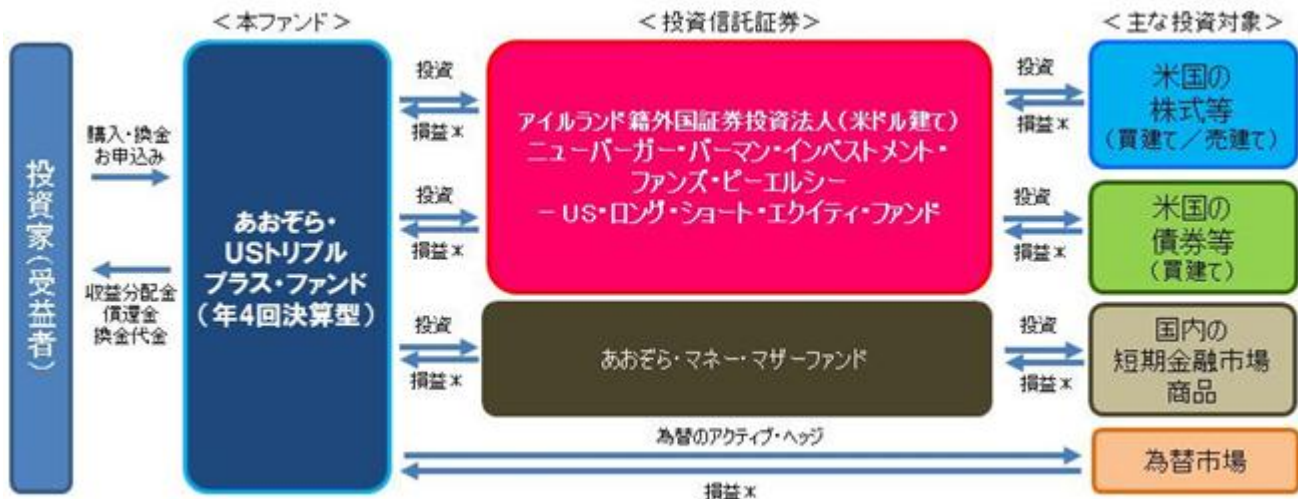 ＜本ファンド＞
＜投資信託証券＞
＜主な投資対象＞
投資家（受益者）
購入・換金
お申込み
収益分配金
償還金
換金代金
あおぞら・
USトリプル
プラス・ファンド
（年4回決算型）
投資
損益＊
投資
損益＊
投資
損益＊
アイルランド籍外国証券投資法人（米ドル建て）
ニューバーガー・バーマン・インベストメント・
ファンズ・ピーエルシー
－US・ロング・ショート・エクイティ・ファンド
あおぞら・マネー・マザーファンド
投資
損益＊
投資
損益＊
投資
損益＊
米国の
株式等
（買建て／売建て）
米国の
債券等
（買建て）
国内の
短期金融市場
商品
為替のアクティブ・ヘッジ
損益＊
為替市場